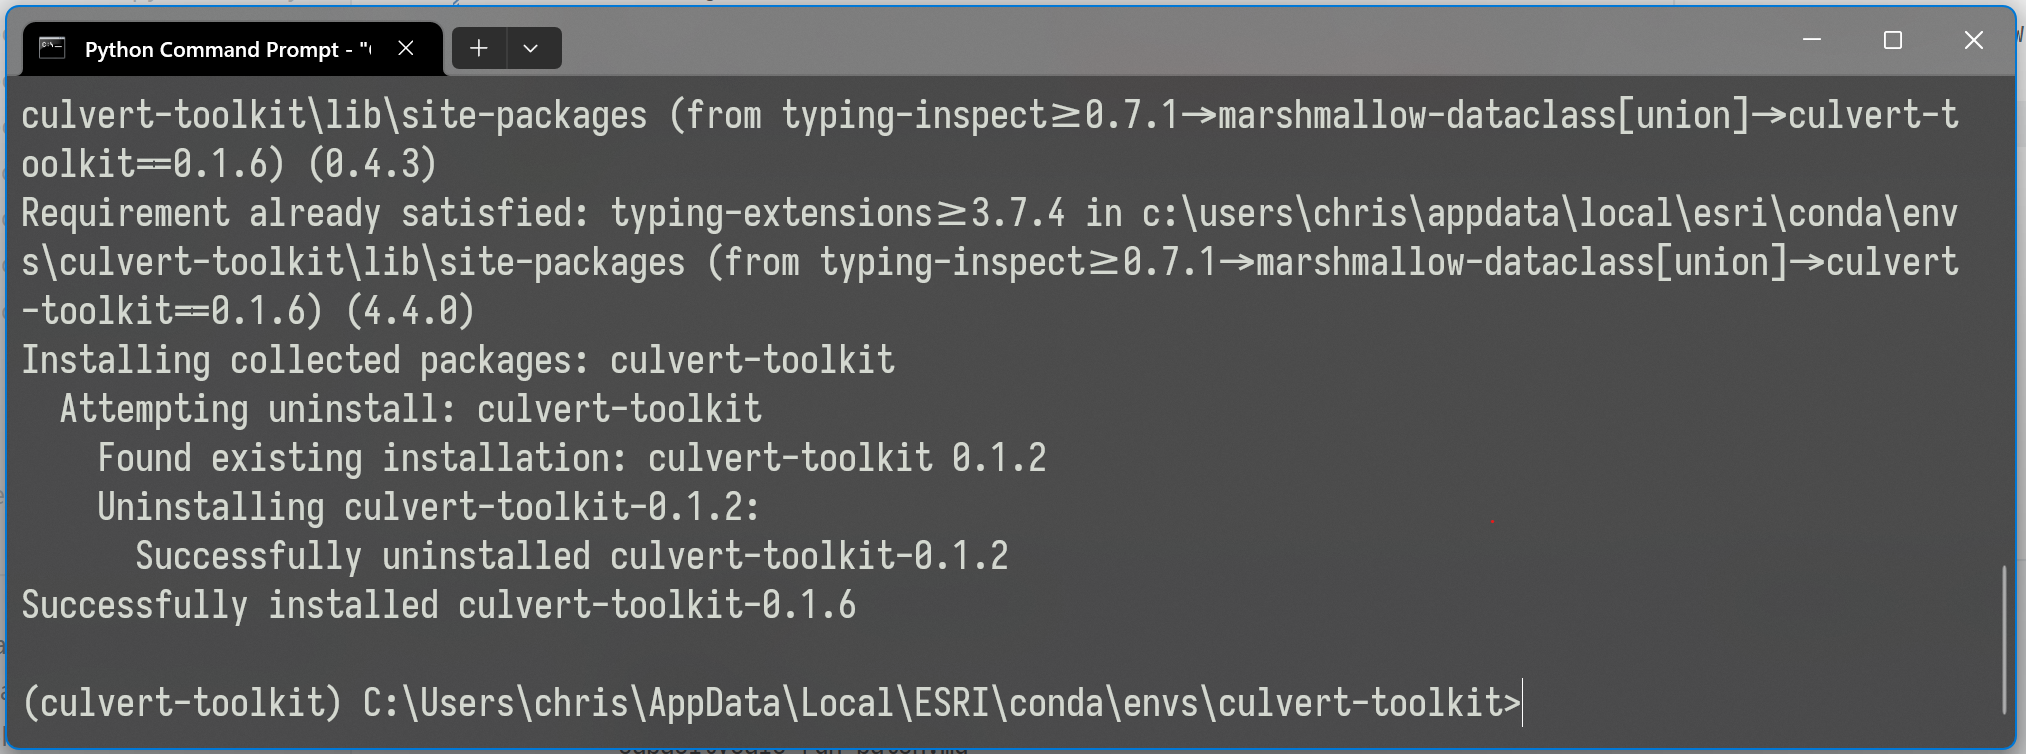 Python Command Prompt - "
culvert-toolkit\lib\site-packages (from typing-inspect≥0.7.1→marshmallow-dataclass[union]→culvert-t
oolkit==0.1.6) (0.4.3)
Requirement already satisfied: typing-extensions≥3.7.4 in c:\users\chris\appdata\local\esri\conda\env
s\culvert-toolkit\lib\site-packages (from typing-inspect≥0.7.1→marshmallow-dataclass[union]→culvert
-toolkit==0.1.6) (4.4.0)
Installing collected packages: culvert-toolkit
  Attempting uninstall: culvert-toolkit
    Found existing installation: culvert-toolkit 0.1.2
    Uninstalling culvert-toolkit-0.1.2:
      Successfully uninstalled culvert-toolkit-0.1.2
Successfully installed culvert-toolkit-0.1.6
(culvert-toolkit) C:\Users\chris\AppData\Local\ESRI\conda\envs\culvert-toolkit>